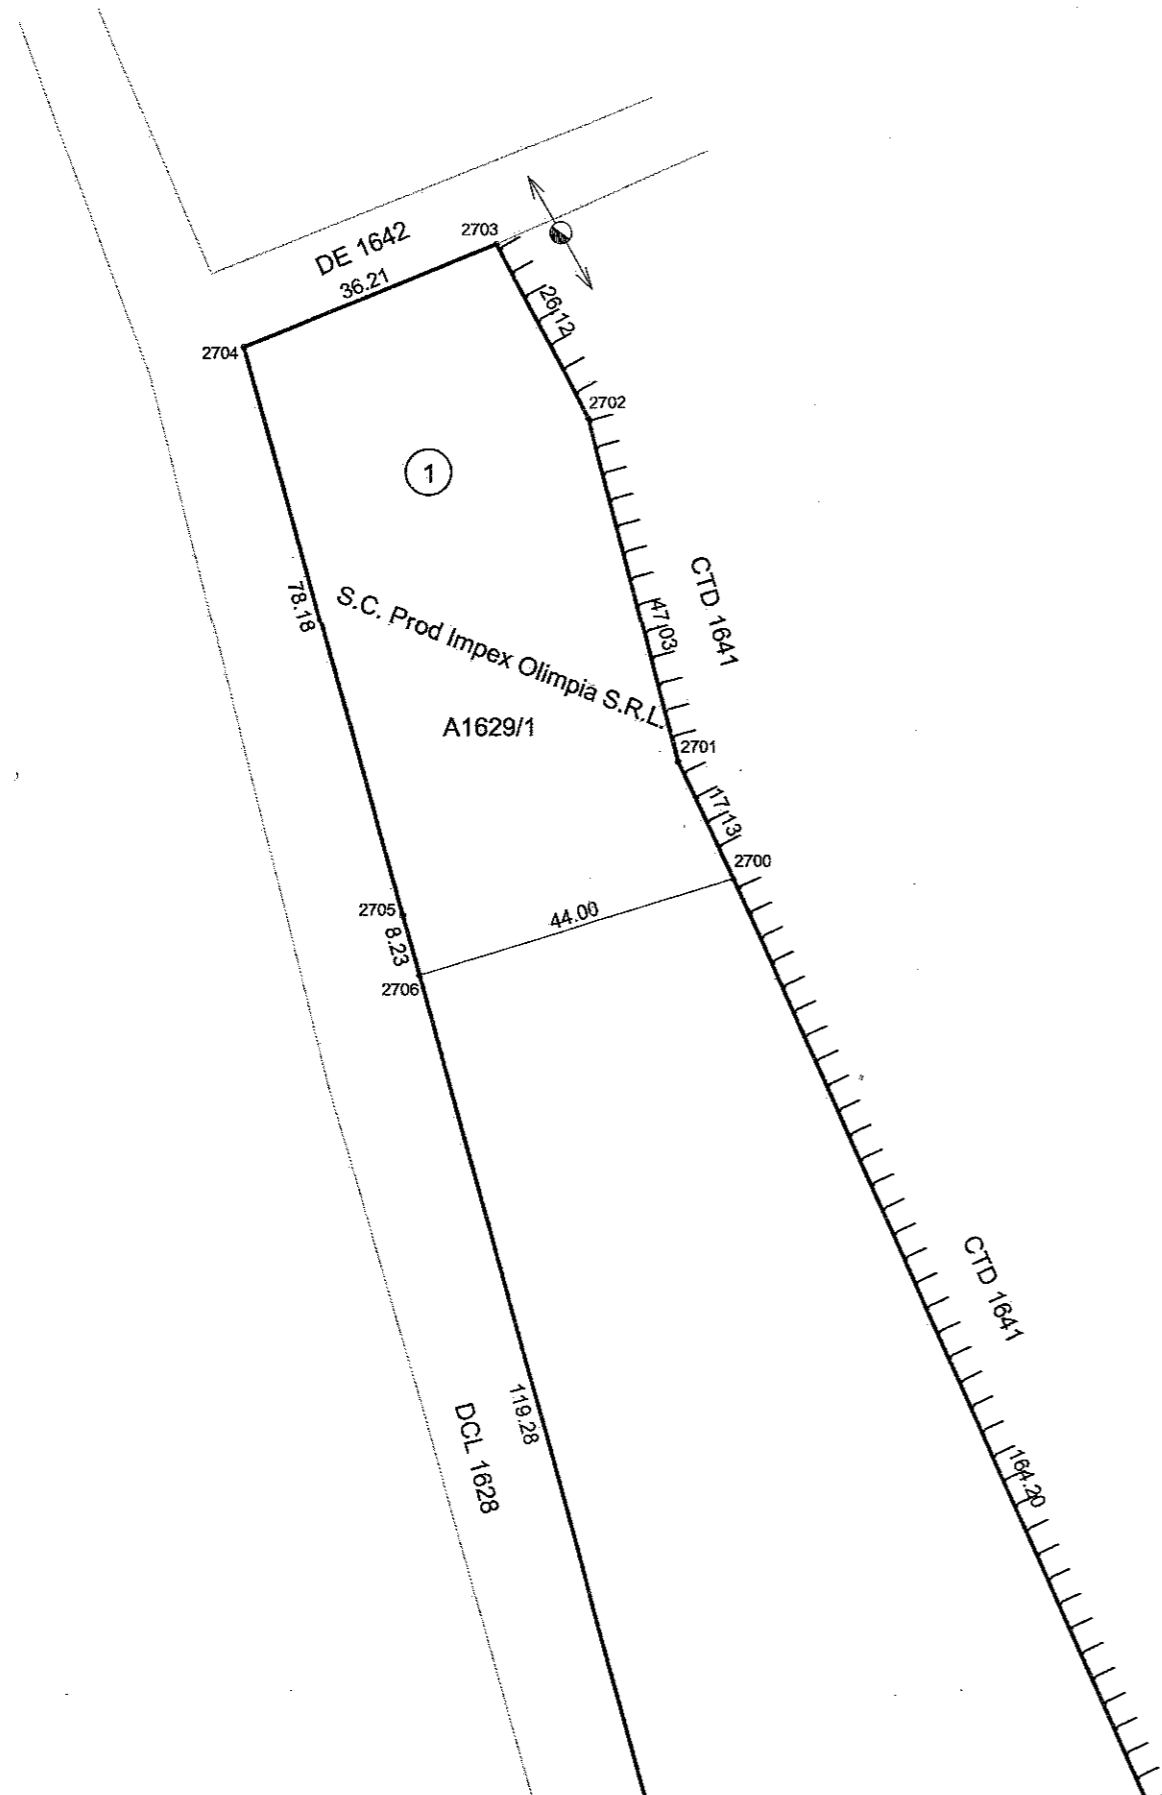 2703
DE 1642
36.21
26.12
2704
2702
1
CTD 1641
78.18
S.C. Prod Impex Olimpia S.R.L.
47.03
A1629/1
2701
17.13
2700
2705
44.00
8.23
2706
CTD 1641
119.28
DCL 1628
164.20